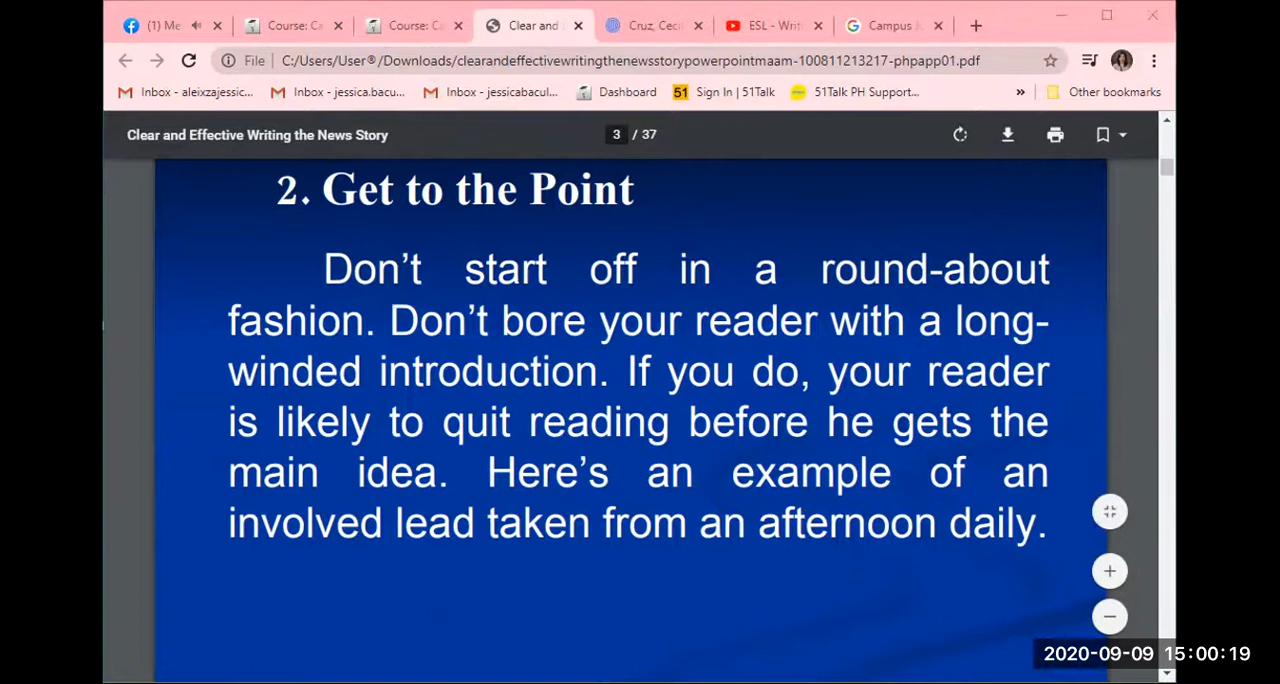 (1) Me
Course: Ca
Course: Ca
Clear and
Cruz, Ceci
ESL - Writ
Campus J
File
C:/Users/User®/Downloads/clearandeffectivewritingthenewsstorypowerpointmaam-100811213217-phpapp01.pdf
Inbox - aleixzajessic...
Inbox - jessica.bacu...
Inbox - jessicabacul...
Dashboard
51
Sign In | 51Talk
51Talk PH Support...
»
Other bookmarks
Clear and Effective Writing the News Story
3 / 37
2. Get to the Point
Don't start off in a round-about
fashion. Don't bore your reader with a long-
winded introduction. If you do, your reader
is likely to quit reading before he gets the
main idea. Here's an example of an
involved lead taken from an afternoon daily.
2020-09-09 15:00:19